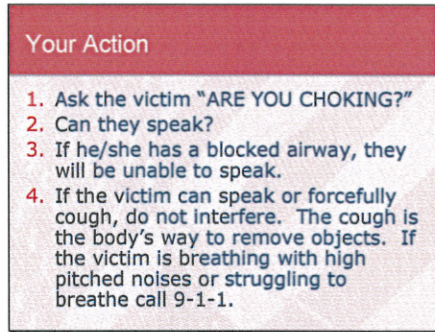 Your Action
1. Ask the victim “ARE YOU CHOKING?”
2. Can they speak?
3. If he/she has a blocked airway, they
will be unable to speak.
4. If the victim can speak or forcefully
cough, do not interfere.  The cough is
the body’s way to remove objects.  If
the victim is breathing with high
pitched noises or struggling to
breathe call 9-1-1.